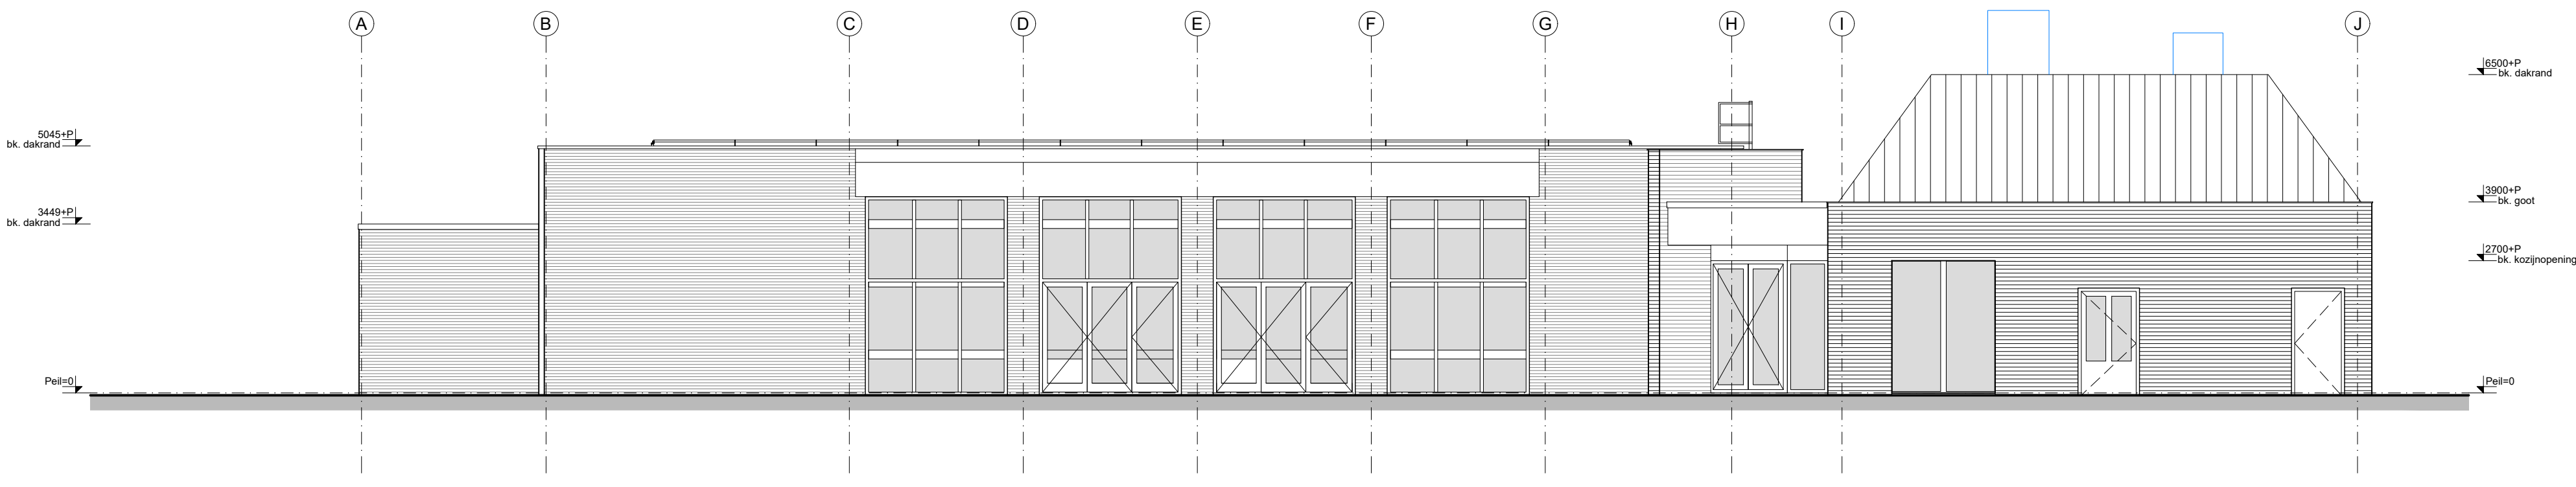 A B C D E F G H I J
6500+P
bk. dakrand
5045+P
bk. dakrand
3900+P
bk. goot
3449+P
bk. dakrand
2700+P
bk. kozijnopening
Peil=0
Peil=0